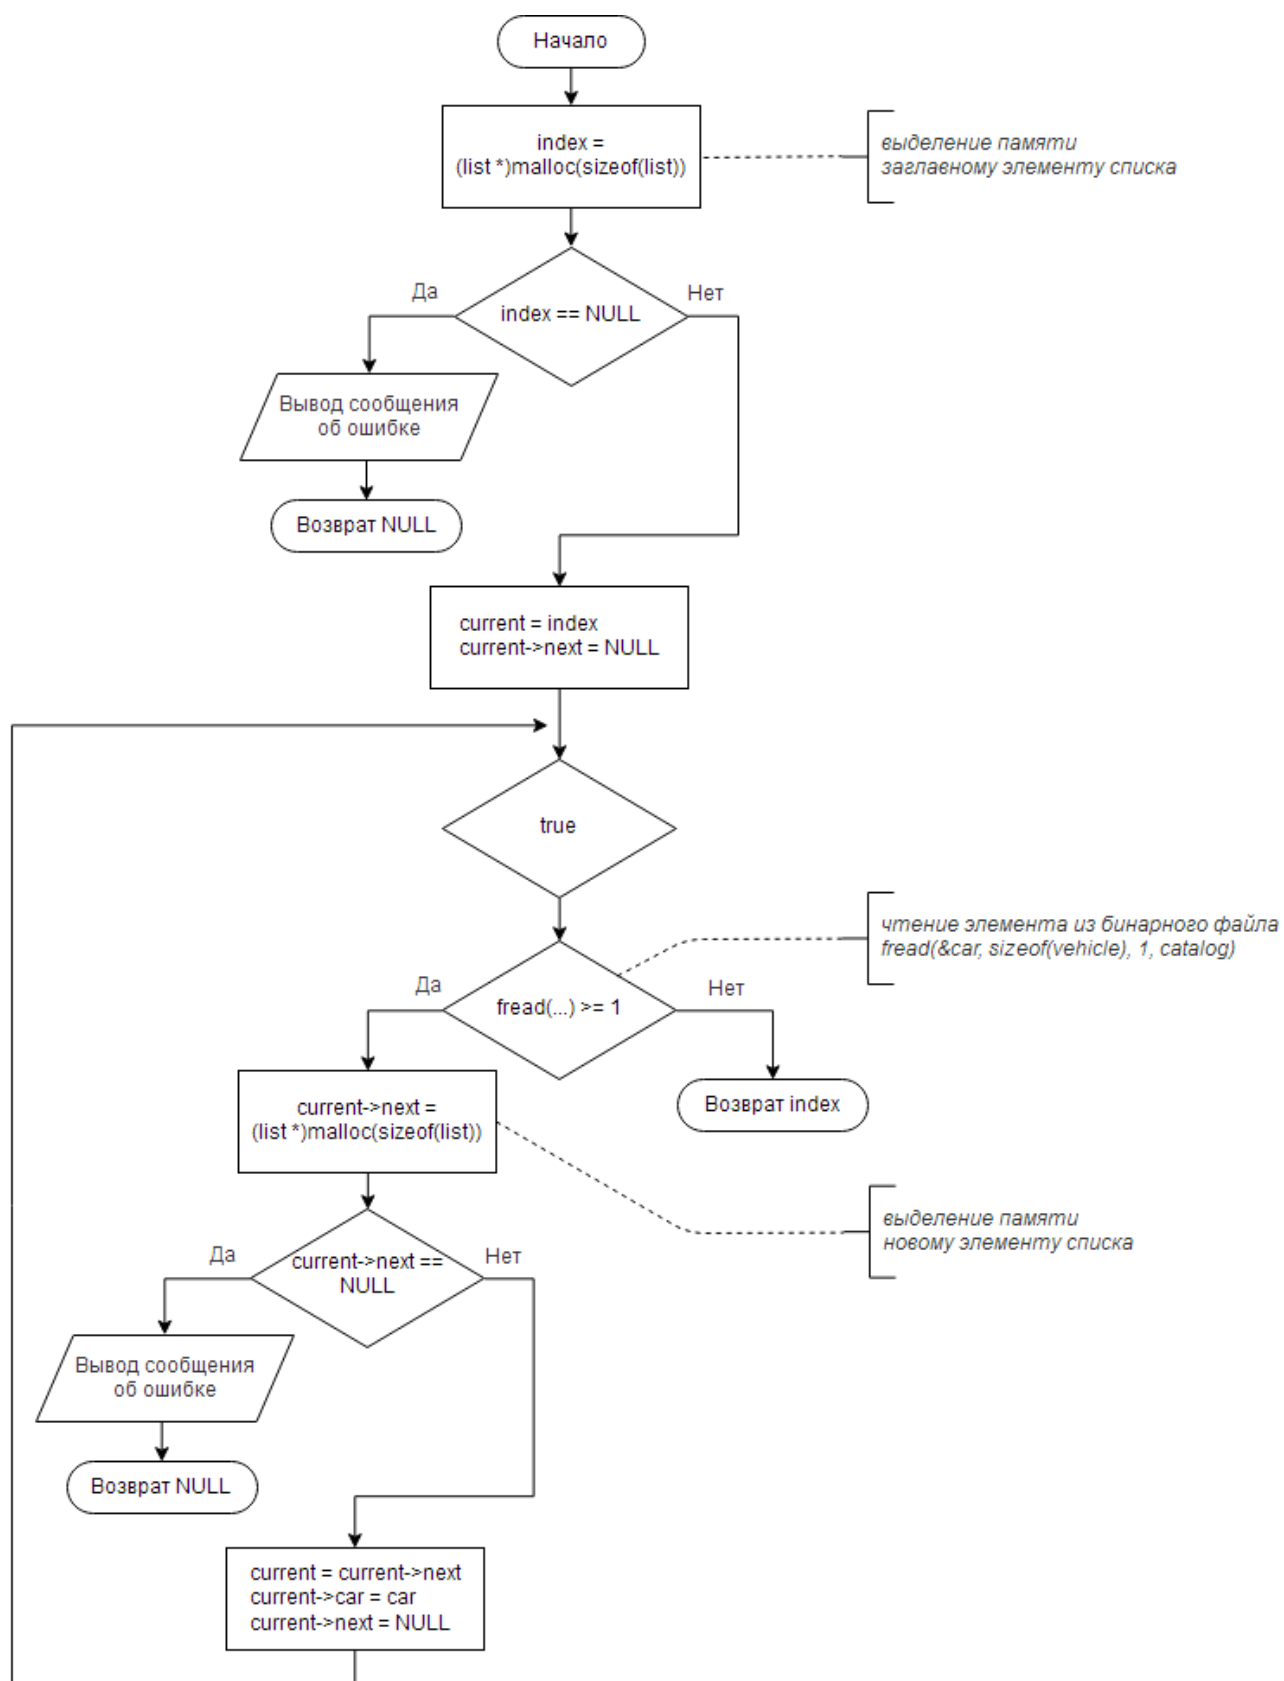 Начало
index =
(list *)malloc(sizeof(list))
выделение памяти
заглавному элементу списка
Да
Нет
index == NULL
Вывод сообщения
об ошибке
Возврат NULL
current = index
current->next = NULL
true
чтение элемента из бинарного файла
fread(&car, sizeof(vehicle), 1, catalog)
Да
Нет
fread(...) >= 1
Возврат index
current->next =
(list *)malloc(sizeof(list))
выделение памяти
новому элементу списка
Да
Нет
current->next ==
NULL
Вывод сообщения
об ошибке
Возврат NULL
current = current->next
current->car = car
current->next = NULL